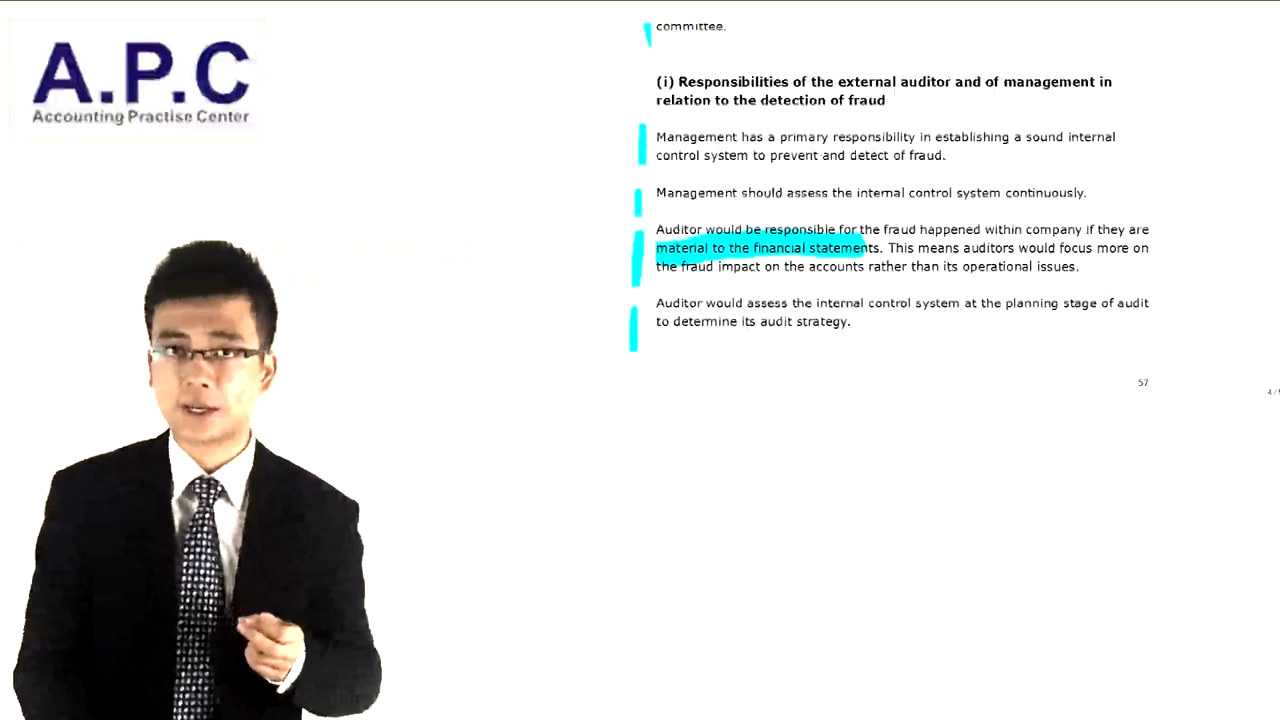 A.P.C
Accounting Practise Center
committee.
(i) Responsibilities of the external auditor and of management in
relation to the detection of fraud
Management has a primary responsibility in establishing a sound internal
control system to prevent and detect of fraud.
Management should assess the internal control system continuously.
Auditor would be responsible for the fraud happened within company if they are
material to the financial statements. This means auditors would focus more on
the fraud impact on the accounts rather than its operational issues.
Auditor would assess the internal control system at the planning stage of audit
to determine its audit strategy.
57